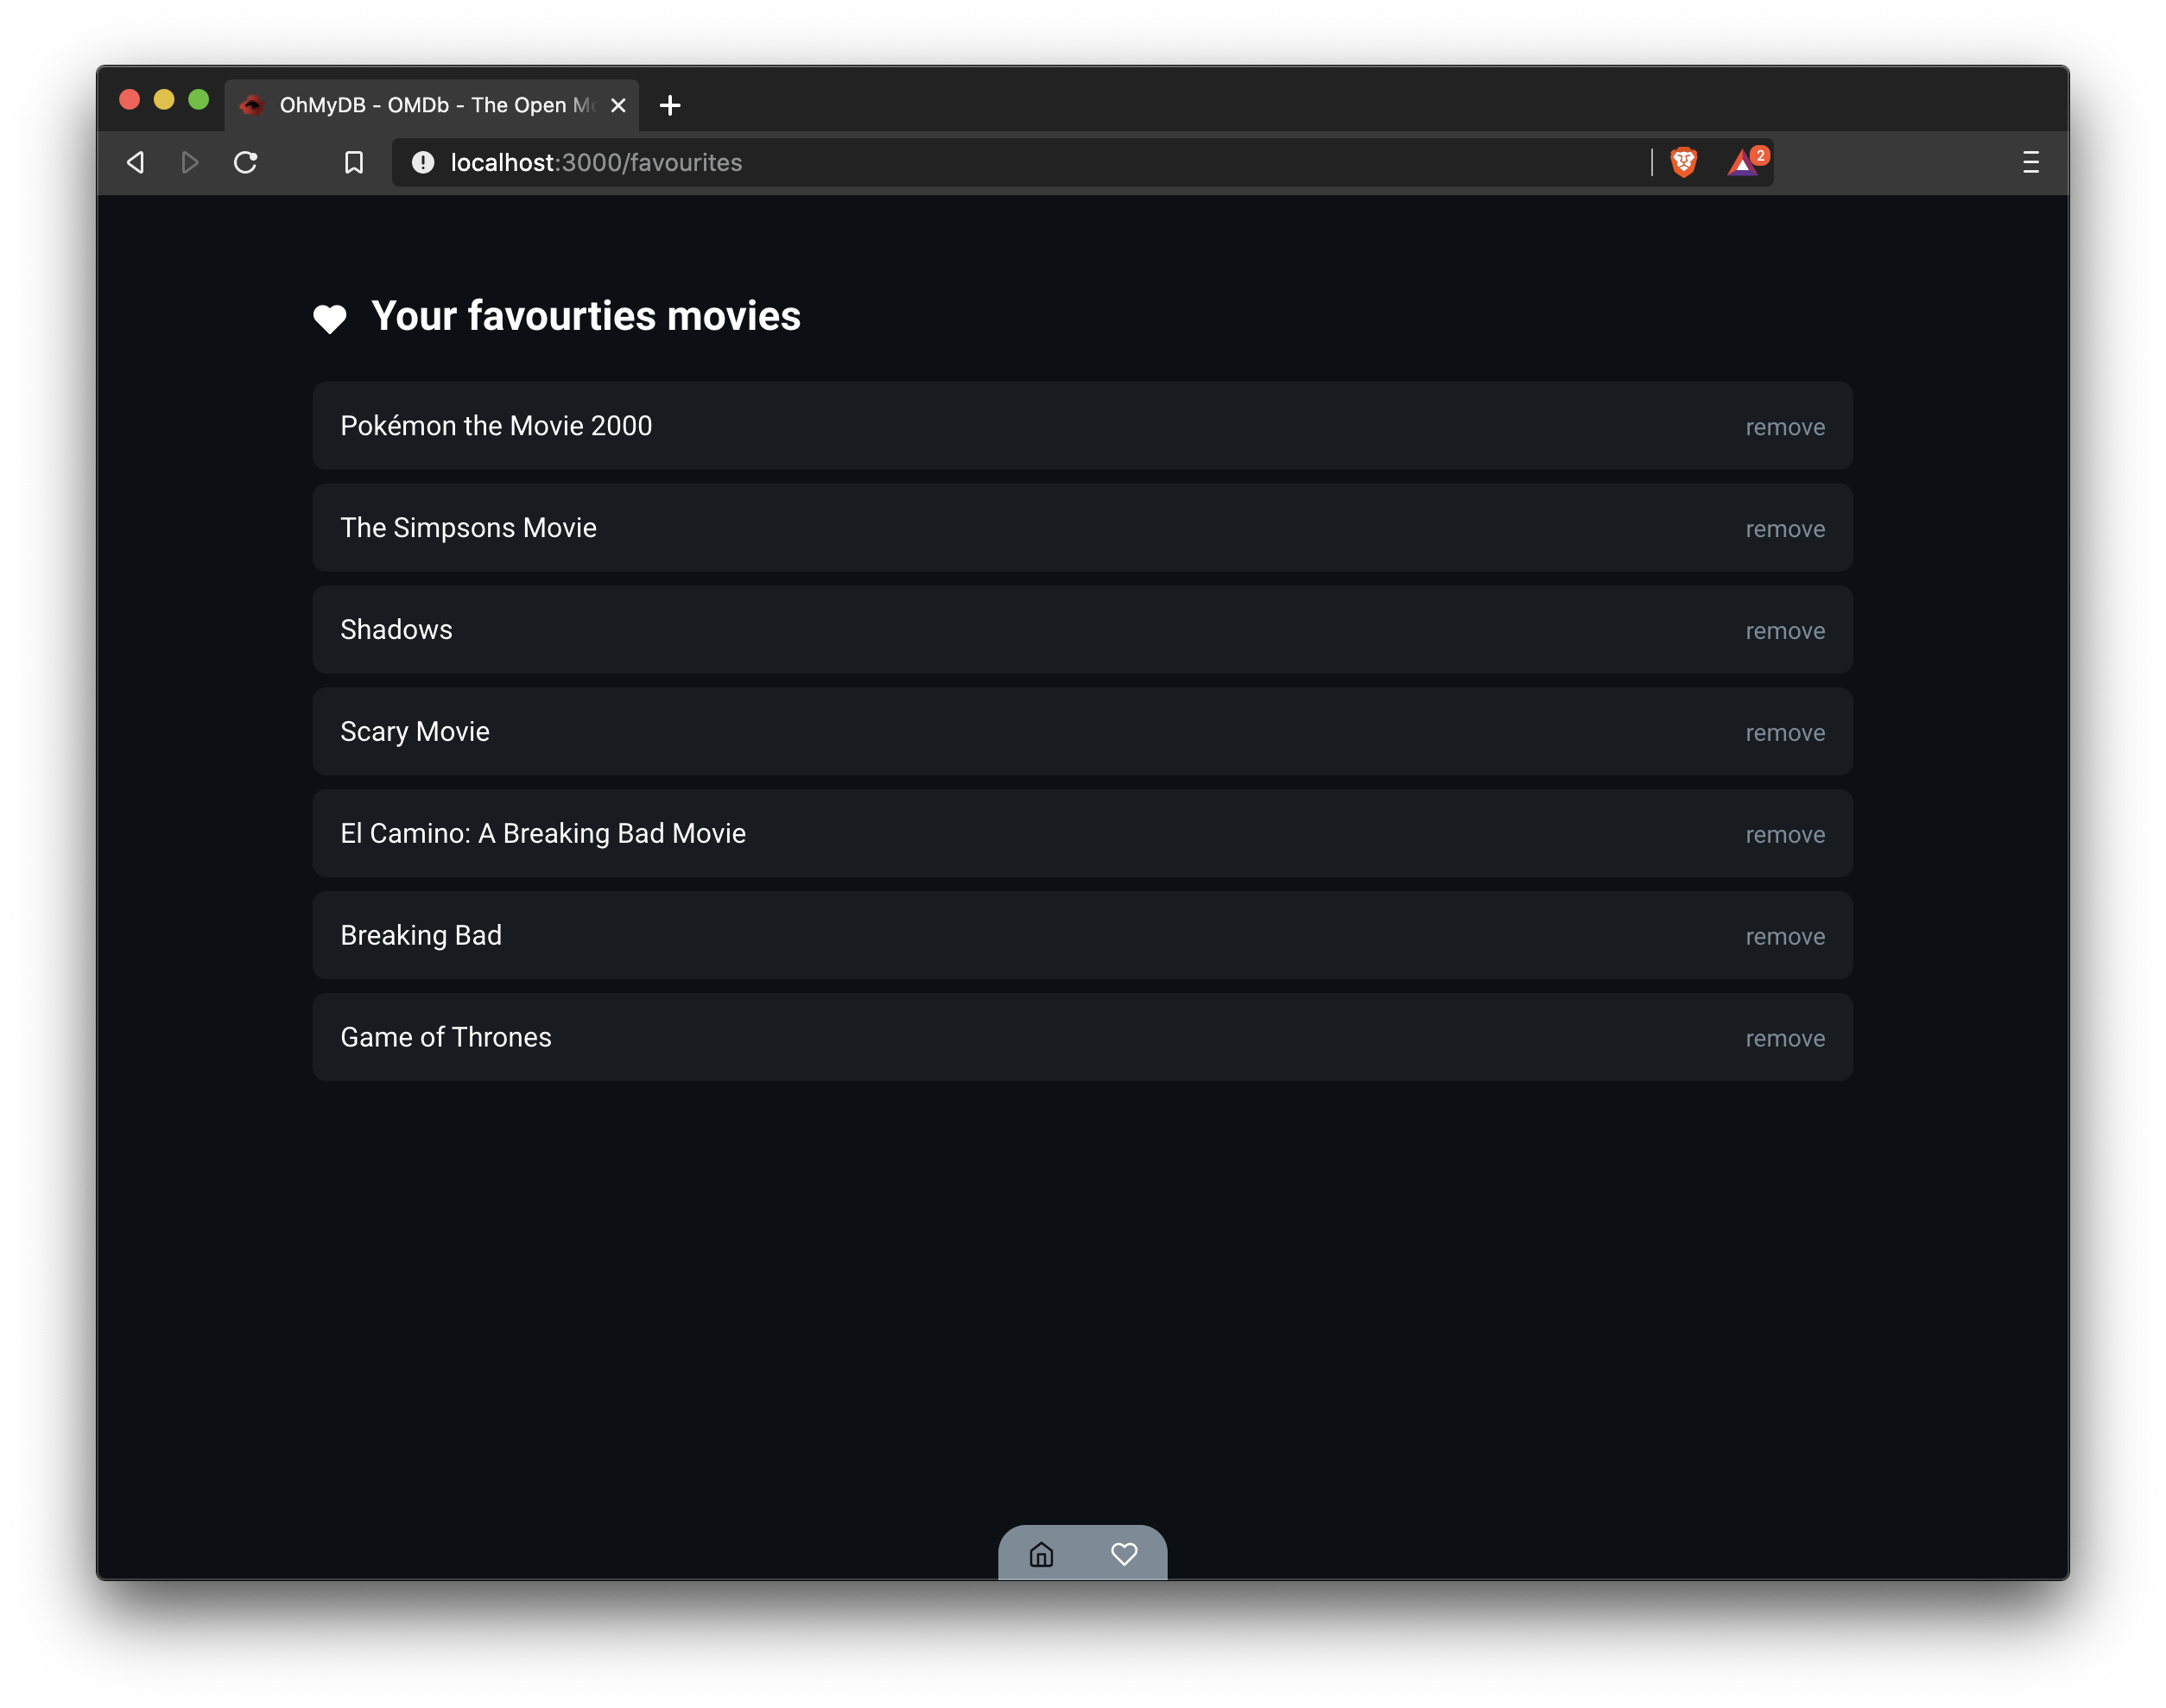 OhMyDB - OMDb - The Open Mo
localhost:3000/favourites
2
Your favourties movies
Pokémon the Movie 2000 remove
The Simpsons Movie remove
Shadows remove
Scary Movie remove
El Camino: A Breaking Bad Movie remove
Breaking Bad remove
Game of Thrones remove